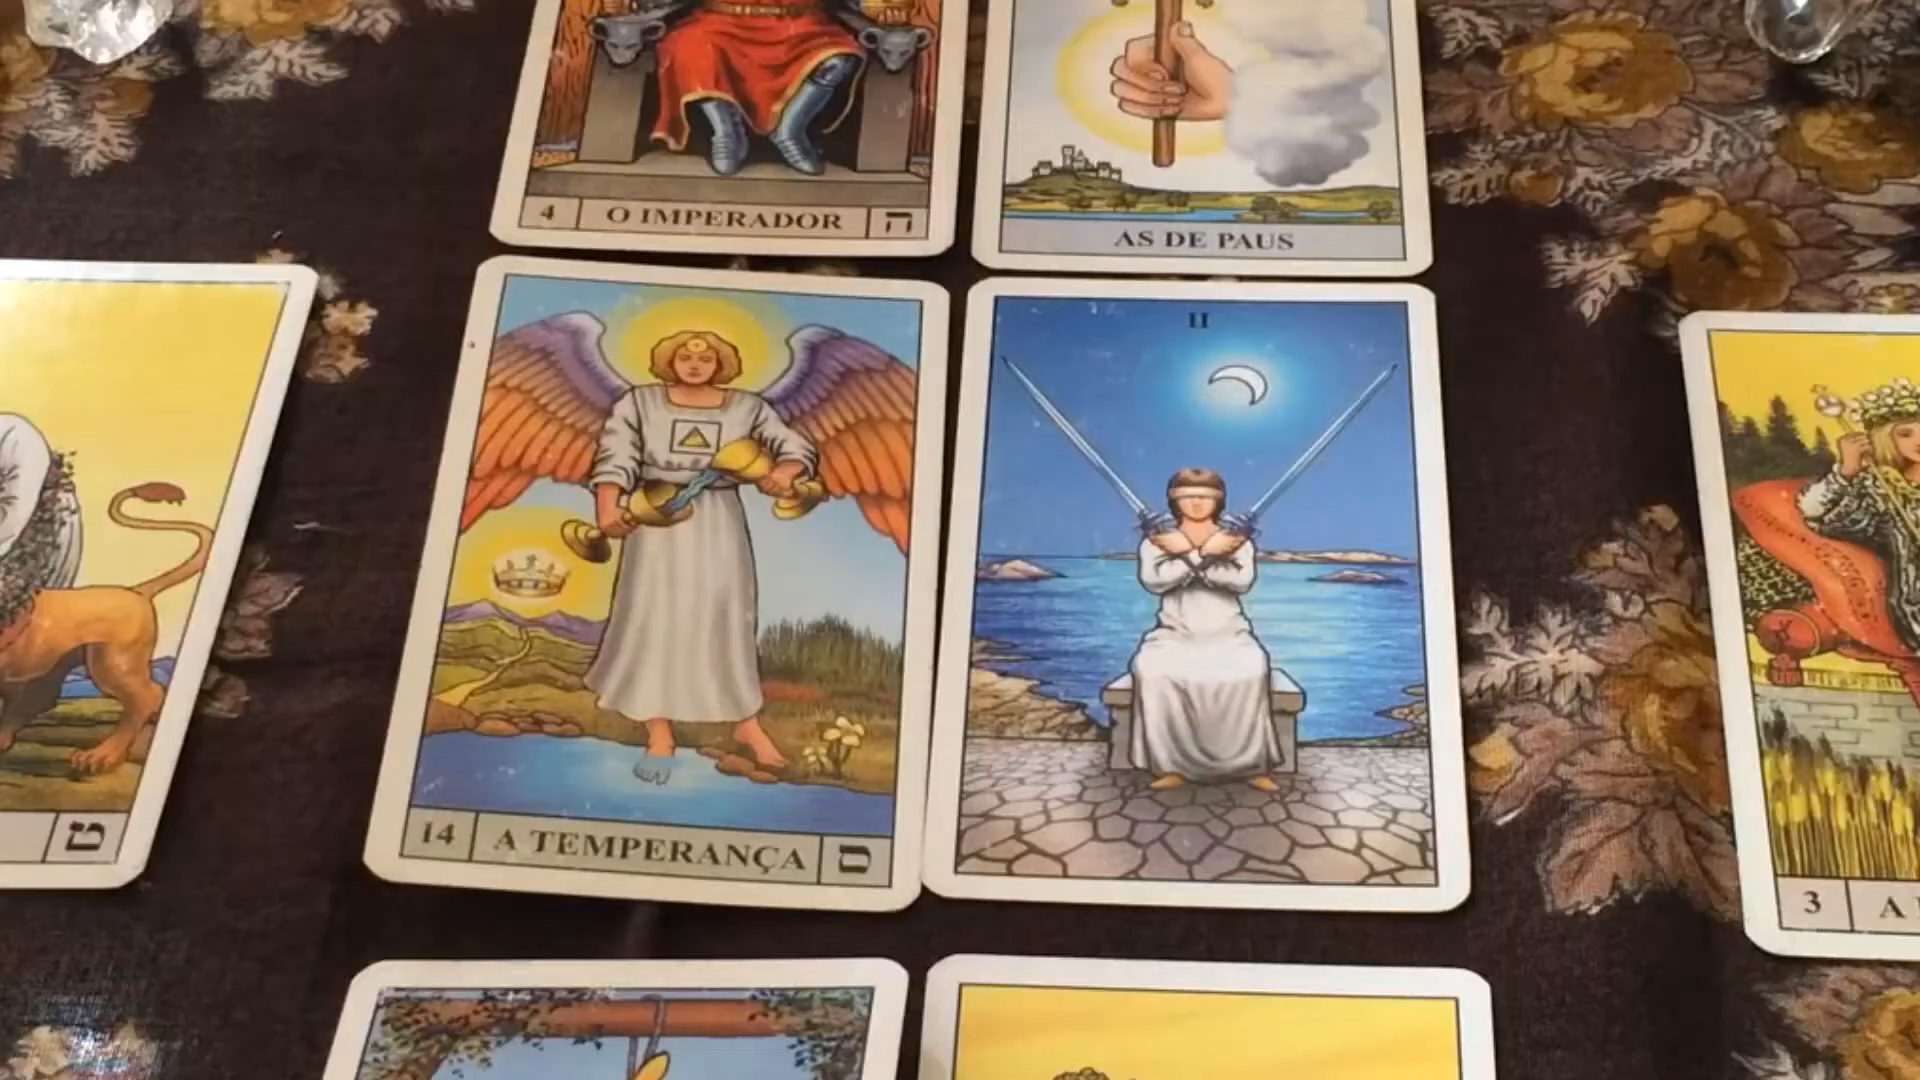 4 O IMPERADOR ה
AS DE PAUS
II
ט
14 A TEMPERANÇA ס
3 A